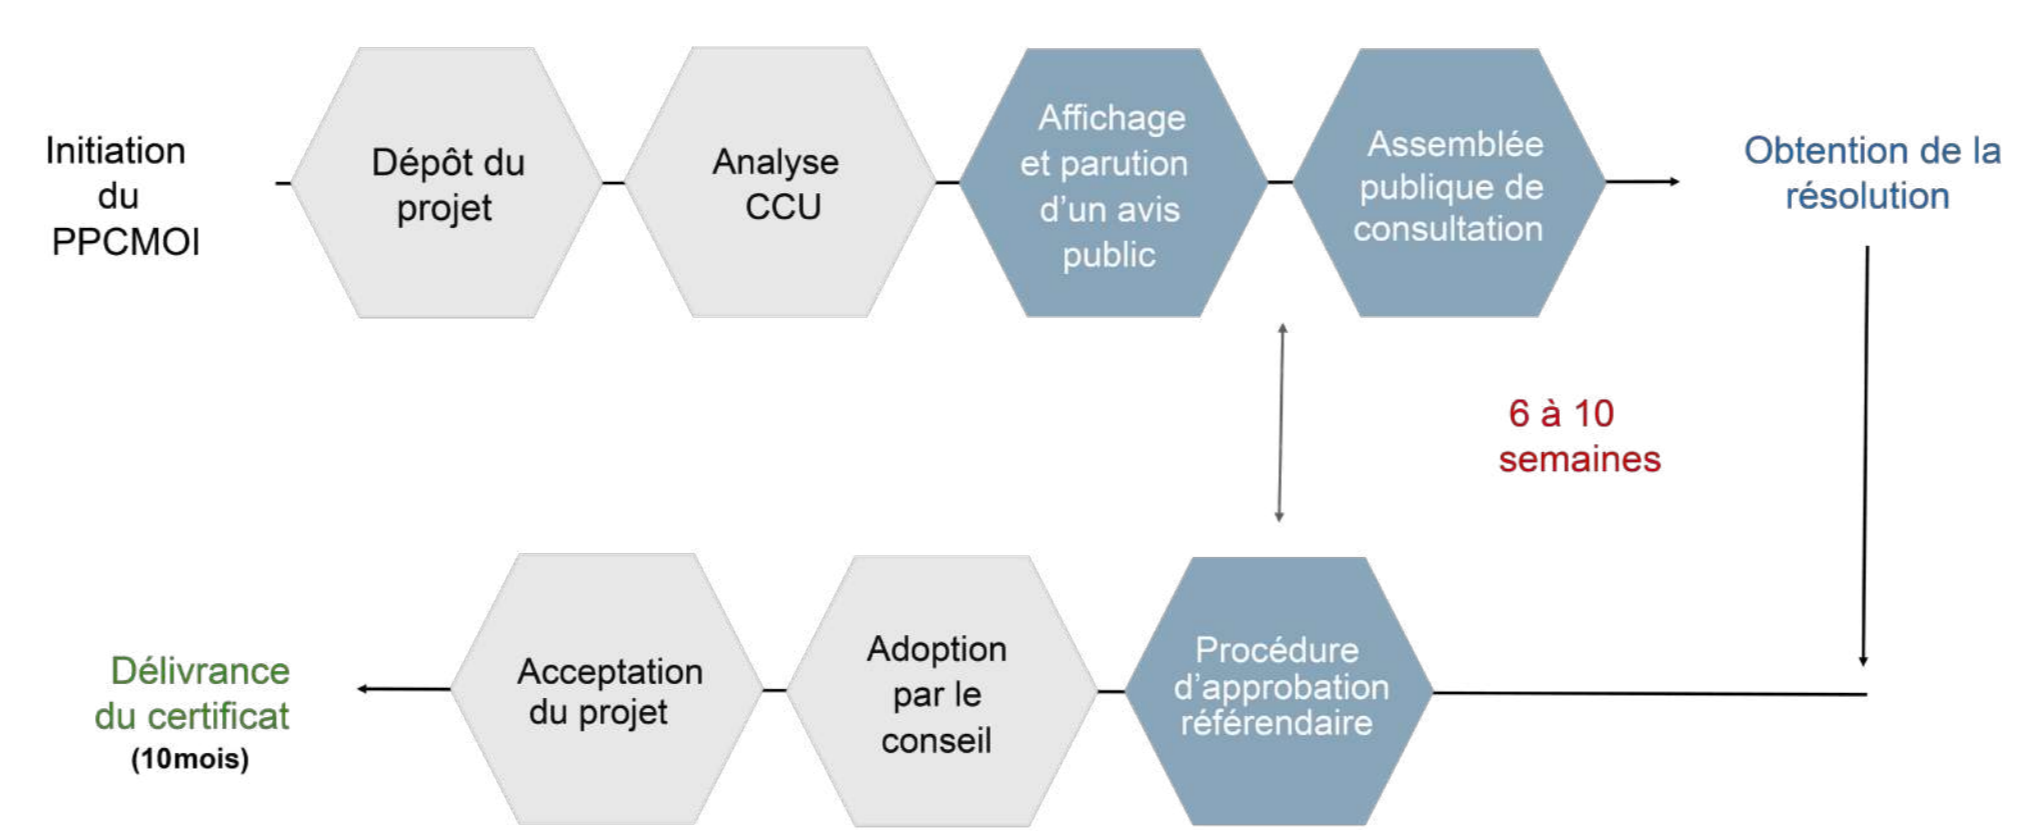 Initiation
du
PPCMOI
Dépôt du
projet
Analyse
CCU
Affichage
et parution
d'un avis
public
Assemblée
publique de
consultation
Obtention de la
résolution
6 à 10
semaines
Procédure
d'approbation
référendaire
Adoption
par le
conseil
Acceptation
du projet
Délivrance
du certificat
(10mois)